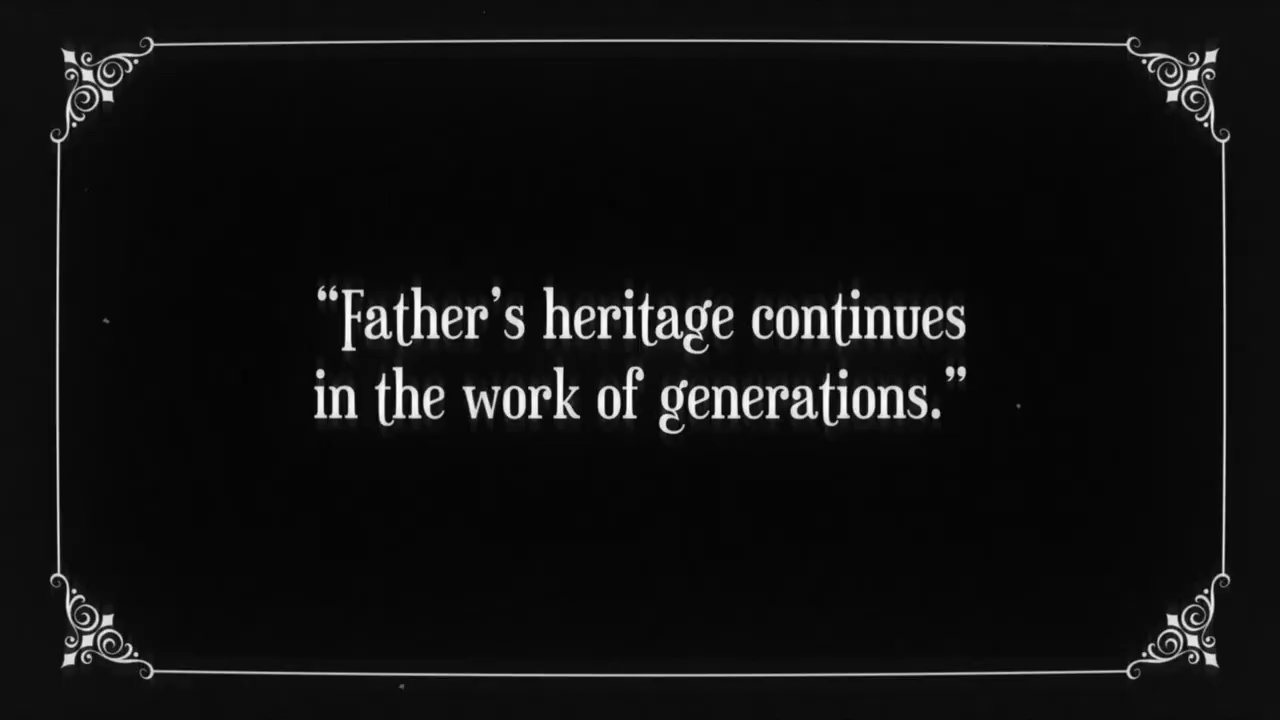 “Father’s heritage continues
in the work of generations.”